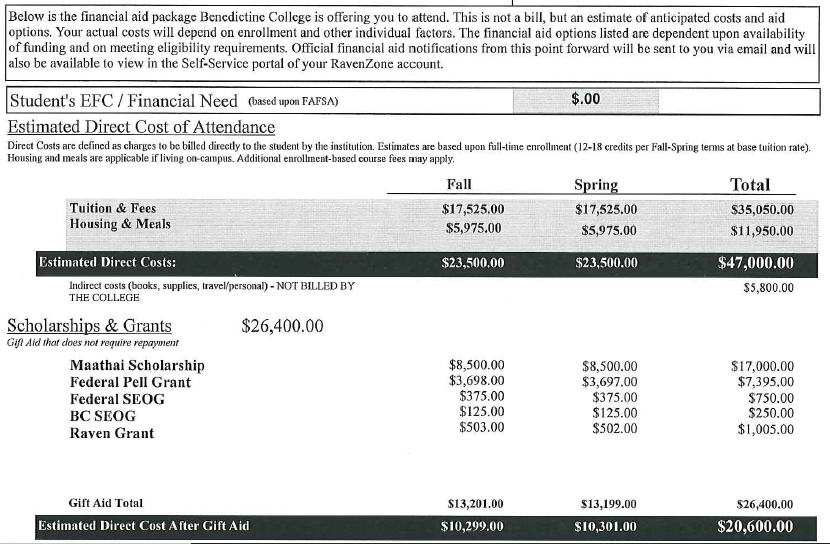 Below is the financial aid package Benedictine College is offering you to attend. This is not a bill, but an estimate of anticipated costs and aid
options. Your actual costs will depend on enrollment and other individual factors. The financial aid options listed are dependent upon availability
of funding and on meeting eligibility requirements. Official financial aid notifications from this point forward will be sent to you via email and will
also be available to view in the Self-Service portal of your RavenZone account.
Student's EFC / Financial Need (based upon FAFSA) $.00
Estimated Direct Cost of Attendance
Direct Costs are defined as charges to be billed directly to the student by the institution. Estimates are based upon full-time enrollment (12-18 credits per Fall-Spring terms at base tuition rate).
Housing and meals are applicable if living on-campus. Additional enrollment-based course fees may apply.
Fall Spring Total
Tuition & Fees $17,525.00 $17,525.00 $35,050.00
Housing & Meals $5,975.00 $5,975.00 $11,950.00
Estimated Direct Costs: $23,500.00 $23,500.00 $47,000.00
Indirect costs (books, supplies, travel/personal) - NOT BILLED BY $5,800.00
THE COLLEGE
Scholarships & Grants $26,400.00
Gift Aid that does not require repayment
Maathai Scholarship $8,500.00 $8,500.00 $17,000.00
Federal Pell Grant $3,698.00 $3,697.00 $7,395.00
Federal SEOG $375.00 $375.00 $750.00
BC SEOG $125.00 $125.00 $250.00
Raven Grant $503.00 $502.00 $1,005.00
Gift Aid Total $13,201.00 $13,199.00 $26,400.00
Estimated Direct Cost After Gift Aid $10,299.00 $10,301.00 $20,600.00